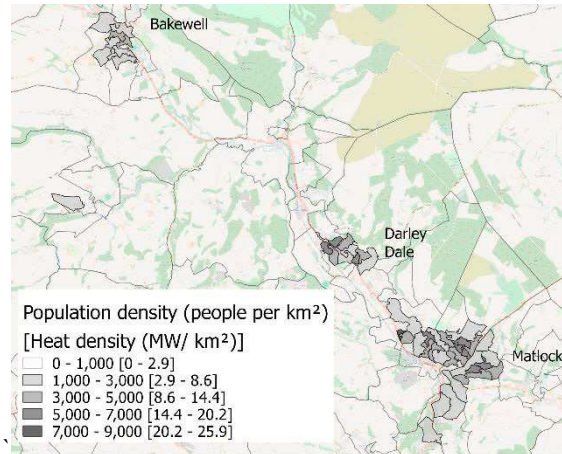 Bakewell
Darley
Dale
Matlock
Population density (people per km²)
[Heat density (MW/ km²)]
0 - 1,000 [0 - 2.9]
1,000 - 3,000 [2.9 - 8.6]
3,000 - 5,000 [8.6 - 14.4]
5,000 - 7,000 [14.4 - 20.2]
7,000 - 9,000 [20.2 - 25.9]
`